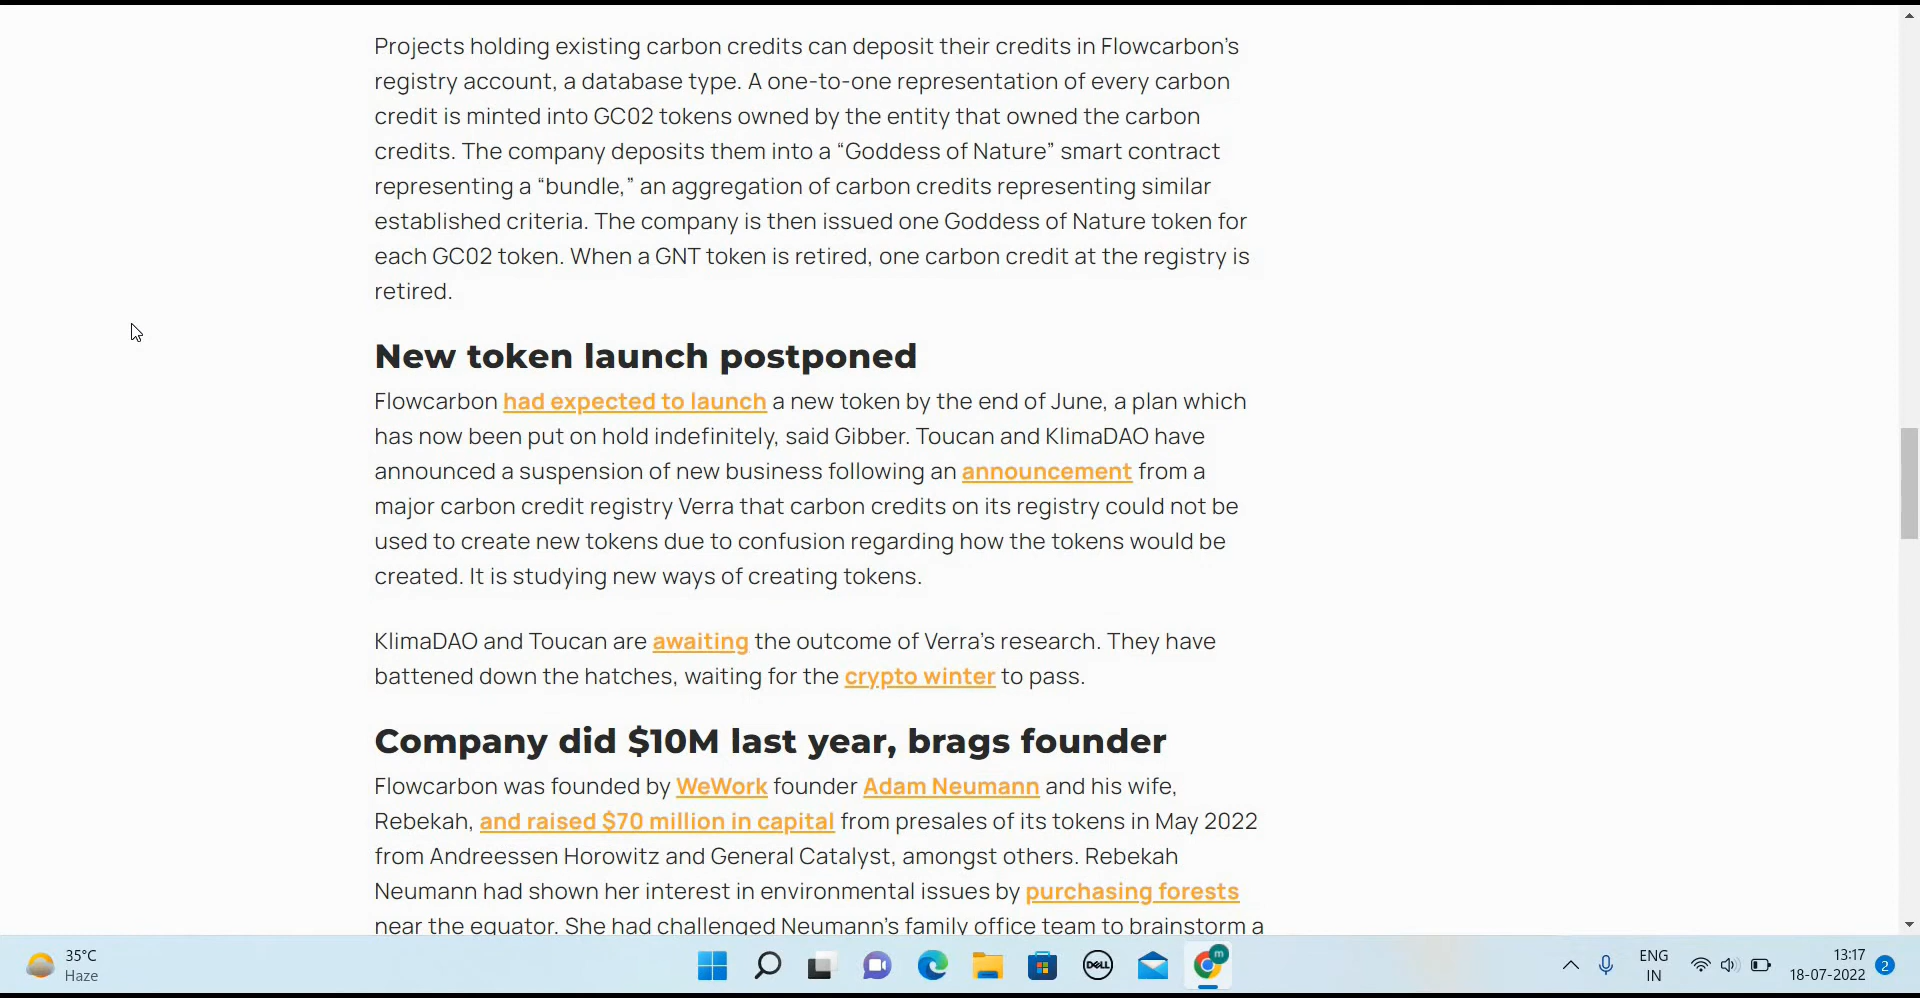 Projects holding existing carbon credits can deposit their credits in Flowcarbon’s
registry account, a database type. A one-to-one representation of every carbon
credit is minted into GC02 tokens owned by the entity that owned the carbon
credits. The company deposits them into a “Goddess of Nature” smart contract
representing a “bundle,” an aggregation of carbon credits representing similar
established criteria. The company is then issued one Goddess of Nature token for
each GC02 token. When a GNT token is retired, one carbon credit at the registry is
retired.
New token launch postponed
Flowcarbon had expected to launch a new token by the end of June, a plan which
has now been put on hold indefinitely, said Gibber. Toucan and KlimaDAO have
announced a suspension of new business following an announcement from a
major carbon credit registry Verra that carbon credits on its registry could not be
used to create new tokens due to confusion regarding how the tokens would be
created. It is studying new ways of creating tokens.
KlimaDAO and Toucan are awaiting the outcome of Verra’s research. They have
battened down the hatches, waiting for the crypto winter to pass.
Company did $10M last year, brags founder
Flowcarbon was founded by WeWork founder Adam Neumann and his wife,
Rebekah, and raised $70 million in capital from presales of its tokens in May 2022
from Andreessen Horowitz and General Catalyst, amongst others. Rebekah
Neumann had shown her interest in environmental issues by purchasing forests
near the equator. She had challenged Neumann’s family office team to brainstorm a
35°C
Haze
DELL
m
ENG
IN
13:17
18-07-2022
2